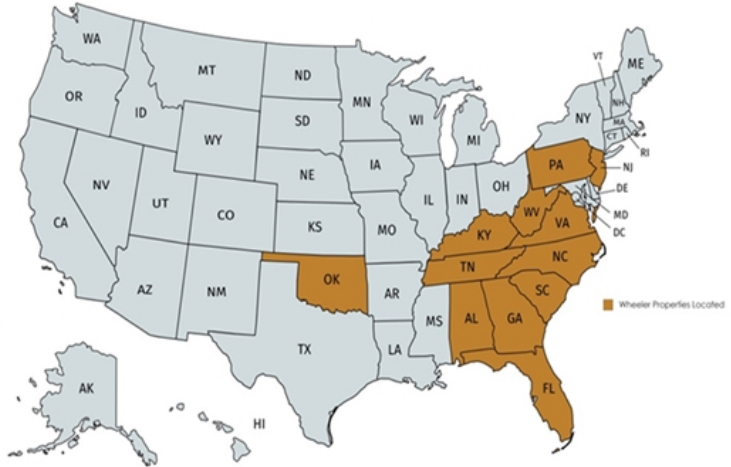 WA
MT
ND
MN
OR
ID
SD
WI
MI
WY
NE
IA
NV
UT
CO
KS
MO
IL
IN
OH
CA
AZ
NM
OK
AR
TX
LA
MS
AL
GA
FL
TN
KY
WV
VA
NC
SC
PA
NY
VT
ME
NH
MA
CT
RI
NJ
DE
MD
DC
AK
HI
Wheeler Properties Located